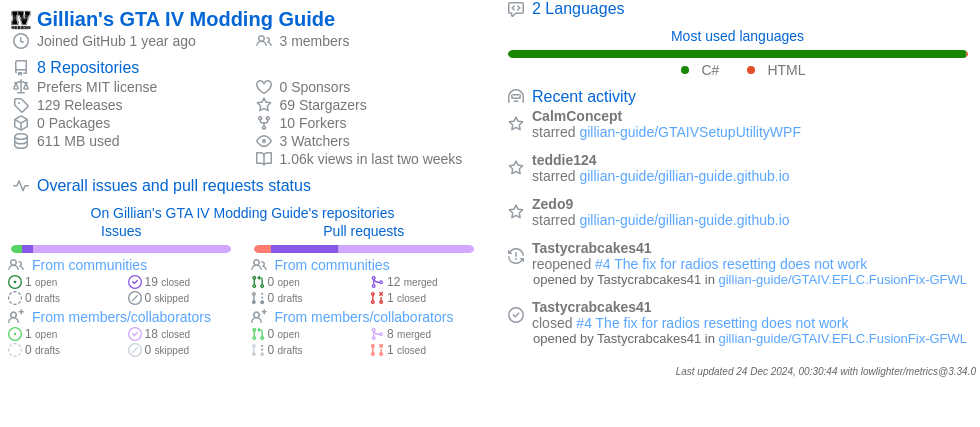 IV Gillian's GTA IV Modding Guide
Joined GitHub 1 year ago
3 members
8 Repositories
Prefers MIT license
129 Releases
0 Packages
611 MB used
0 Sponsors
69 Stargazers
10 Forkers
3 Watchers
1.06k views in last two weeks
Overall issues and pull requests status
On Gillian's GTA IV Modding Guide's repositories
Issues
From communities
1 open 19 closed
0 drafts 0 skipped
From members/collaborators
1 open 18 closed
0 drafts 0 skipped
Pull requests
From communities
0 open 12 merged
0 drafts 1 closed
From members/collaborators
0 open 8 merged
0 drafts 1 closed
2 Languages
Most used languages
C# HTML
Recent activity
CalmConcept
starred gillian-guide/GTAIVSetupUtilityWPF
teddie124
starred gillian-guide/gillian-guide.github.io
Zedo9
starred gillian-guide/gillian-guide.github.io
Tastycrabcakes41
reopened #4 The fix for radios resetting does not work
opened by Tastycrabcakes41 in gillian-guide/GTAIV.EFLC.FusionFix-GFWL
Tastycrabcakes41
closed #4 The fix for radios resetting does not work
opened by Tastycrabcakes41 in gillian-guide/GTAIV.EFLC.FusionFix-GFWL
Last updated 24 Dec 2024, 00:30:44 with lowlighter/metrics@3.34.0